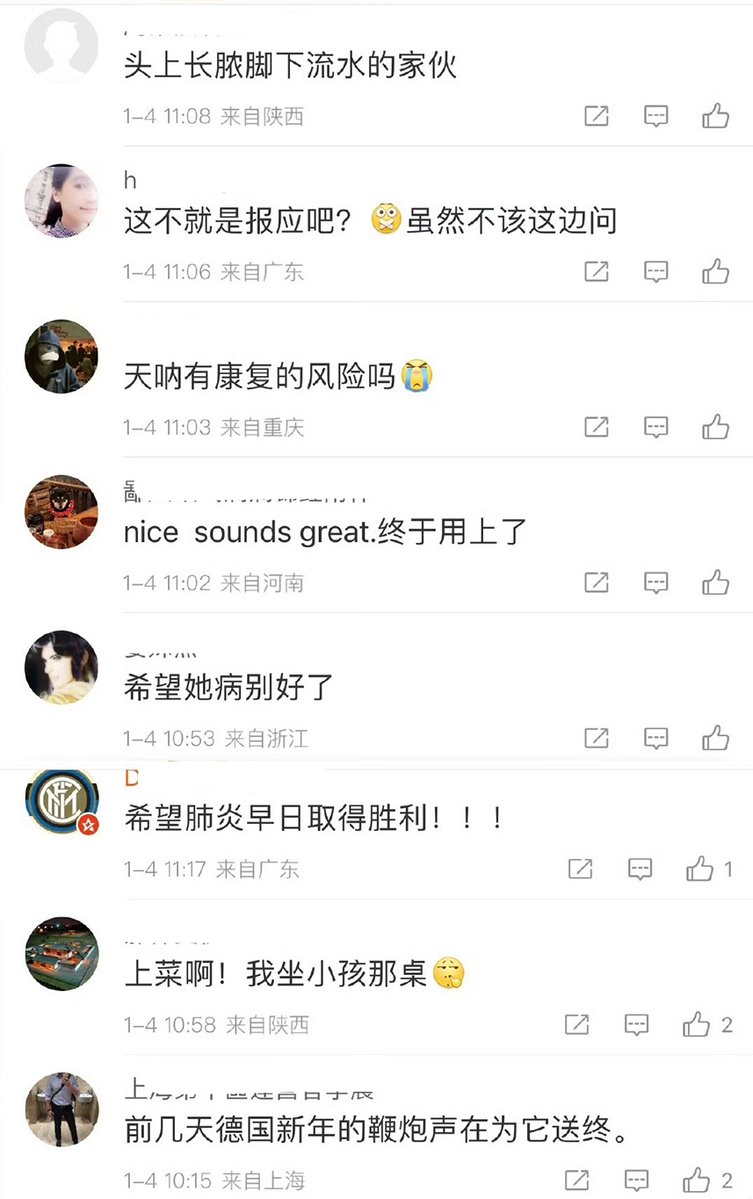 头上长脓脚下流水的家伙
1-4 11:08 来自陕西
h
这不就是报应吧？虽然不该这边问
1-4 11:06 来自广东
天呐有康复的风险吗
1-4 11:03 来自重庆
nice sounds great.终于用上了
1-4 11:02 来自河南
希望她病别好了
1-4 10:53 来自浙江
D
希望肺炎早日取得胜利！！！
1-4 11:17 来自广东 1
上菜啊！我坐小孩那桌
1-4 10:58 来自陕西 2
前几天德国新年的鞭炮声在为它送终。
1-4 10:15 来自上海 2